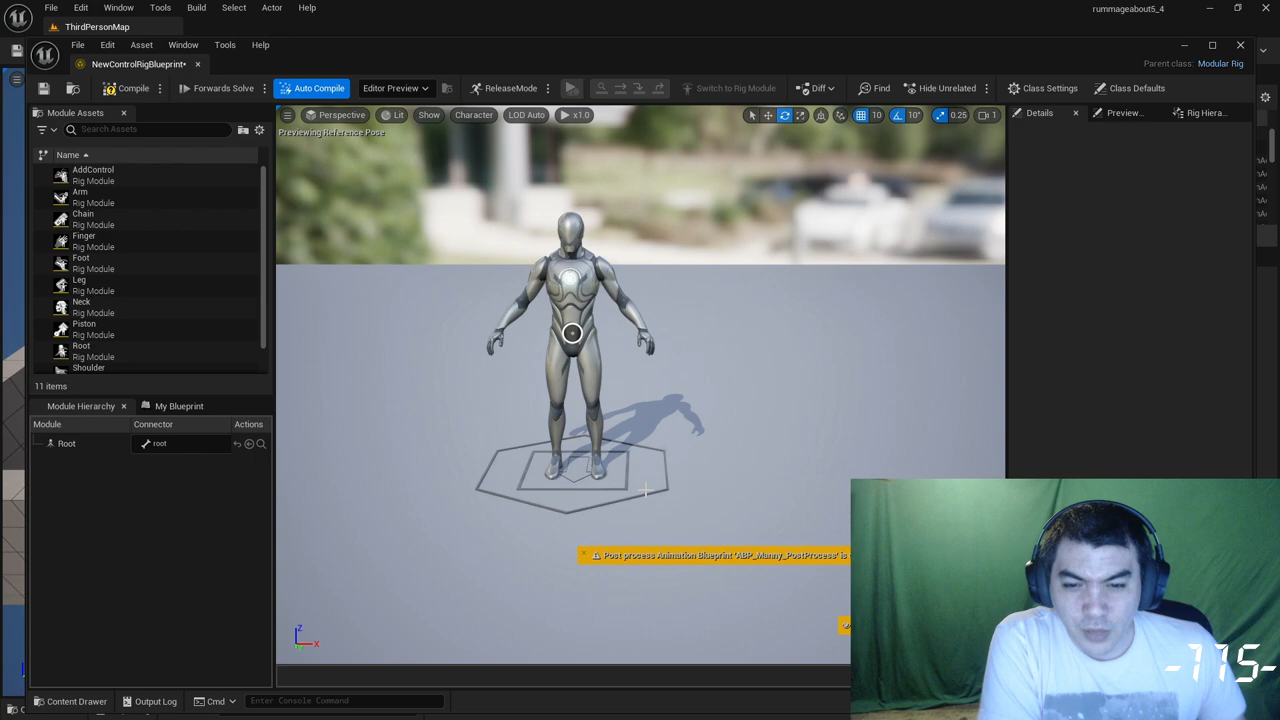 File Edit Window Tools Build Select Actor Help
rummageabout5_4
ThirdPersonMap
File Edit Asset Window Tools Help
NewControlRigBlueprint*
Parent class: Modular Rig
Compile Forwards Solve Auto Compile Editor Preview ReleaseMode Switch to Rig Module Diff Find Hide Unrelated Class Settings Class Defaults
Module Assets
Perspective Lit Show Character LOD Auto x1.0 10 10° 0.25 1
Details Preview... Rig Hiera...
Search Assets
Previewing Reference Pose
Name
AddControl
Rig Module
Arm
Rig Module
Chain
Rig Module
Finger
Rig Module
Foot
Rig Module
Leg
Rig Module
Neck
Rig Module
Piston
Rig Module
Root
Rig Module
Shoulder
11 items
Module Hierarchy My Blueprint
Module Connector Actions
Root root
Post process Animation Blueprint 'ABP_Manny_PostProcess' is
Z
X
-115-
Content Drawer Output Log Cmd Enter Console Command